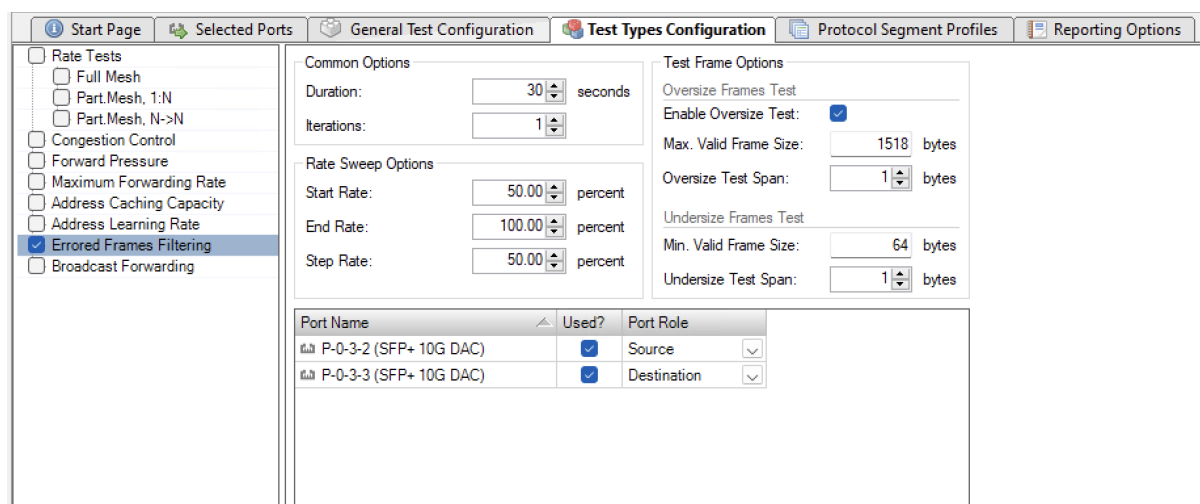 Start Page Selected Ports General Test Configuration Test Types Configuration Protocol Segment Profiles Reporting Options
Rate Tests
Full Mesh
Part.Mesh, 1:N
Part.Mesh, N->N
Congestion Control
Forward Pressure
Maximum Forwarding Rate
Address Caching Capacity
Address Learning Rate
Errored Frames Filtering
Broadcast Forwarding
Common Options
Duration: 30 seconds
Iterations: 1
Rate Sweep Options
Start Rate: 50.00 percent
End Rate: 100.00 percent
Step Rate: 50.00 percent
Test Frame Options
Oversize Frames Test
Enable Oversize Test:
Max. Valid Frame Size: 1518 bytes
Oversize Test Span: 1 bytes
Undersize Frames Test
Min. Valid Frame Size: 64 bytes
Undersize Test Span: 1 bytes
Port Name Used? Port Role
P-0-3-2 (SFP+ 10G DAC) Source
P-0-3-3 (SFP+ 10G DAC) Destination